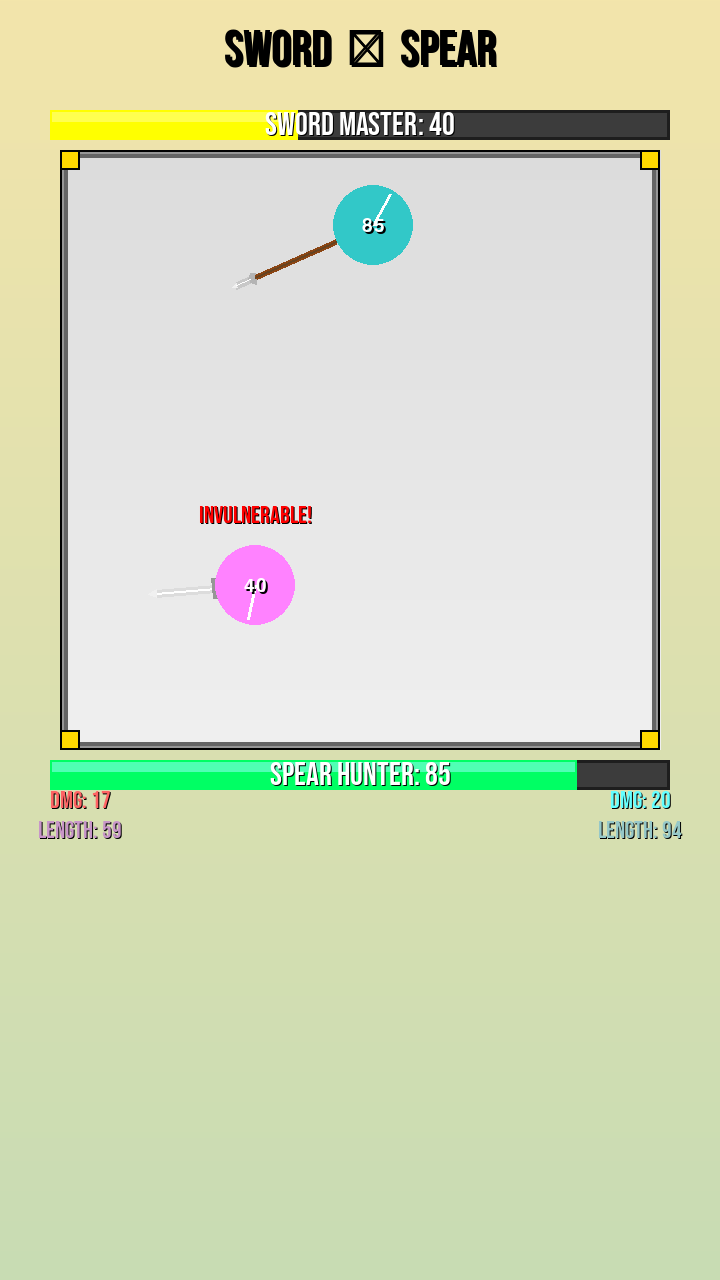 SWORD ☒ SPEAR
SWORD MASTER: 40
85
INVULNERABLE!
40
SPEAR HUNTER: 85
DMG: 17
DMG: 20
LENGTH: 59
LENGTH: 94